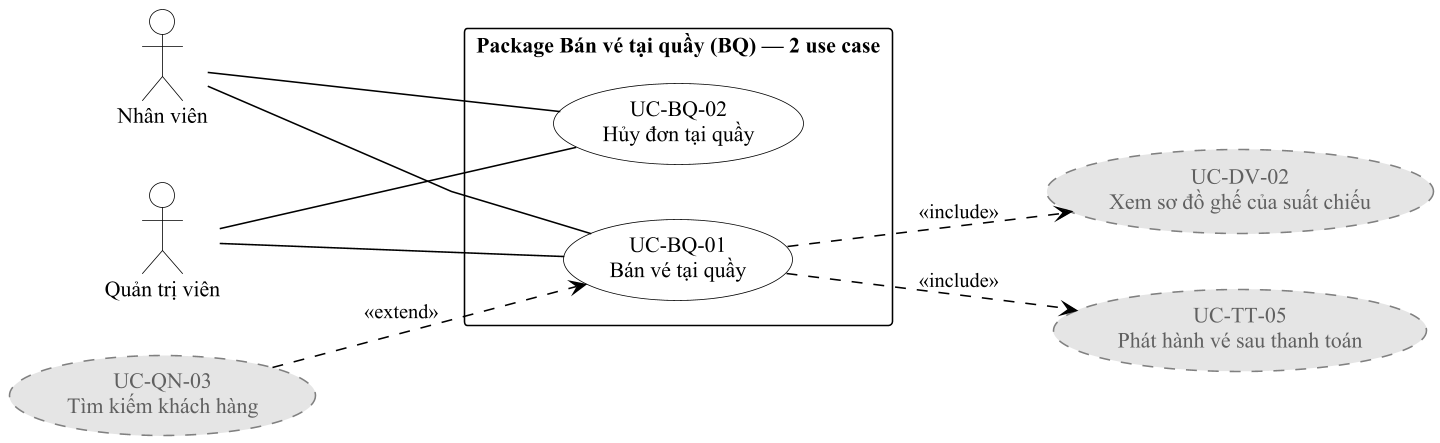 Nhân viên
Quản trị viên
Package Bán vé tại quầy (BQ) — 2 use case
UC-BQ-02
Hủy đơn tại quầy
UC-BQ-01
Bán vé tại quầy
«include»
UC-DV-02
Xem sơ đồ ghế của suất chiếu
«include»
UC-TT-05
Phát hành vé sau thanh toán
«extend»
UC-QN-03
Tìm kiếm khách hàng